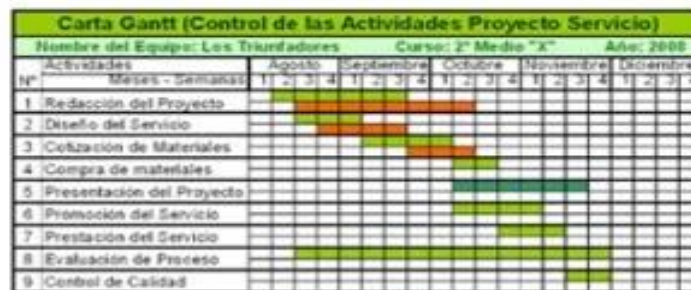 Carta Gantt (Control de las Actividades Proyecto Servicio)
Nombre del Equipo: Los Triunfadores Curso: 2º Medio "X" Año: 2008
Actividades Agosto Septiembre Octubre Noviembre Diciembre
Nº Meses - Semanas 1 2 3 4 1 2 3 4 1 2 3 4 1 2 3 4 1 2 3
1 Redacción del Proyecto
2 Diseño del Servicio
3 Cotización de Materiales
4 Compra de materiales
5 Presentación del Proyecto
6 Promoción del Servicio
7 Prestación del Servicio
8 Evaluación de Proceso
9 Control de Calidad